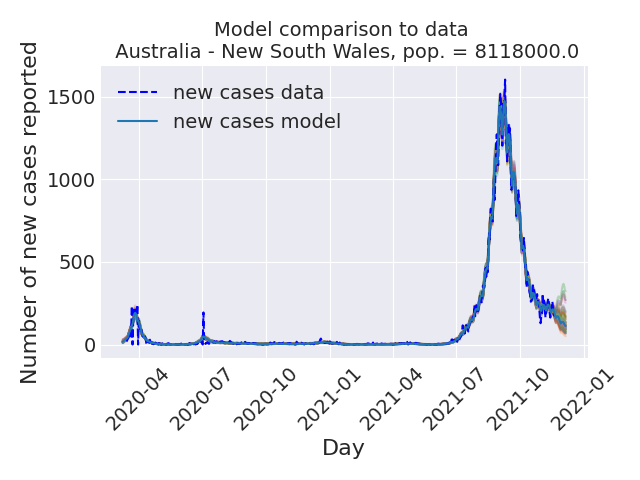 Model comparison to data
Australia - New South Wales, pop. = 8118000.0
Number of new cases reported
1500
1000
500
0
new cases data
new cases model
2020-04
2020-07
2020-10
2021-01
2021-04
2021-07
2021-10
2022-01
Day